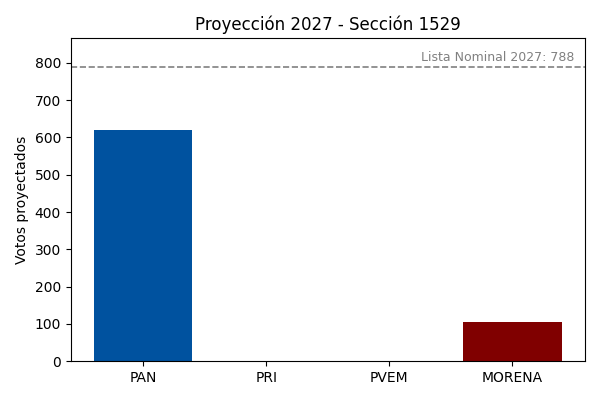 Proyección 2027 - Sección 1529
Lista Nominal 2027: 788
Votos proyectados
800
700
600
500
400
300
200
100
0
PAN PRI PVEM MORENA